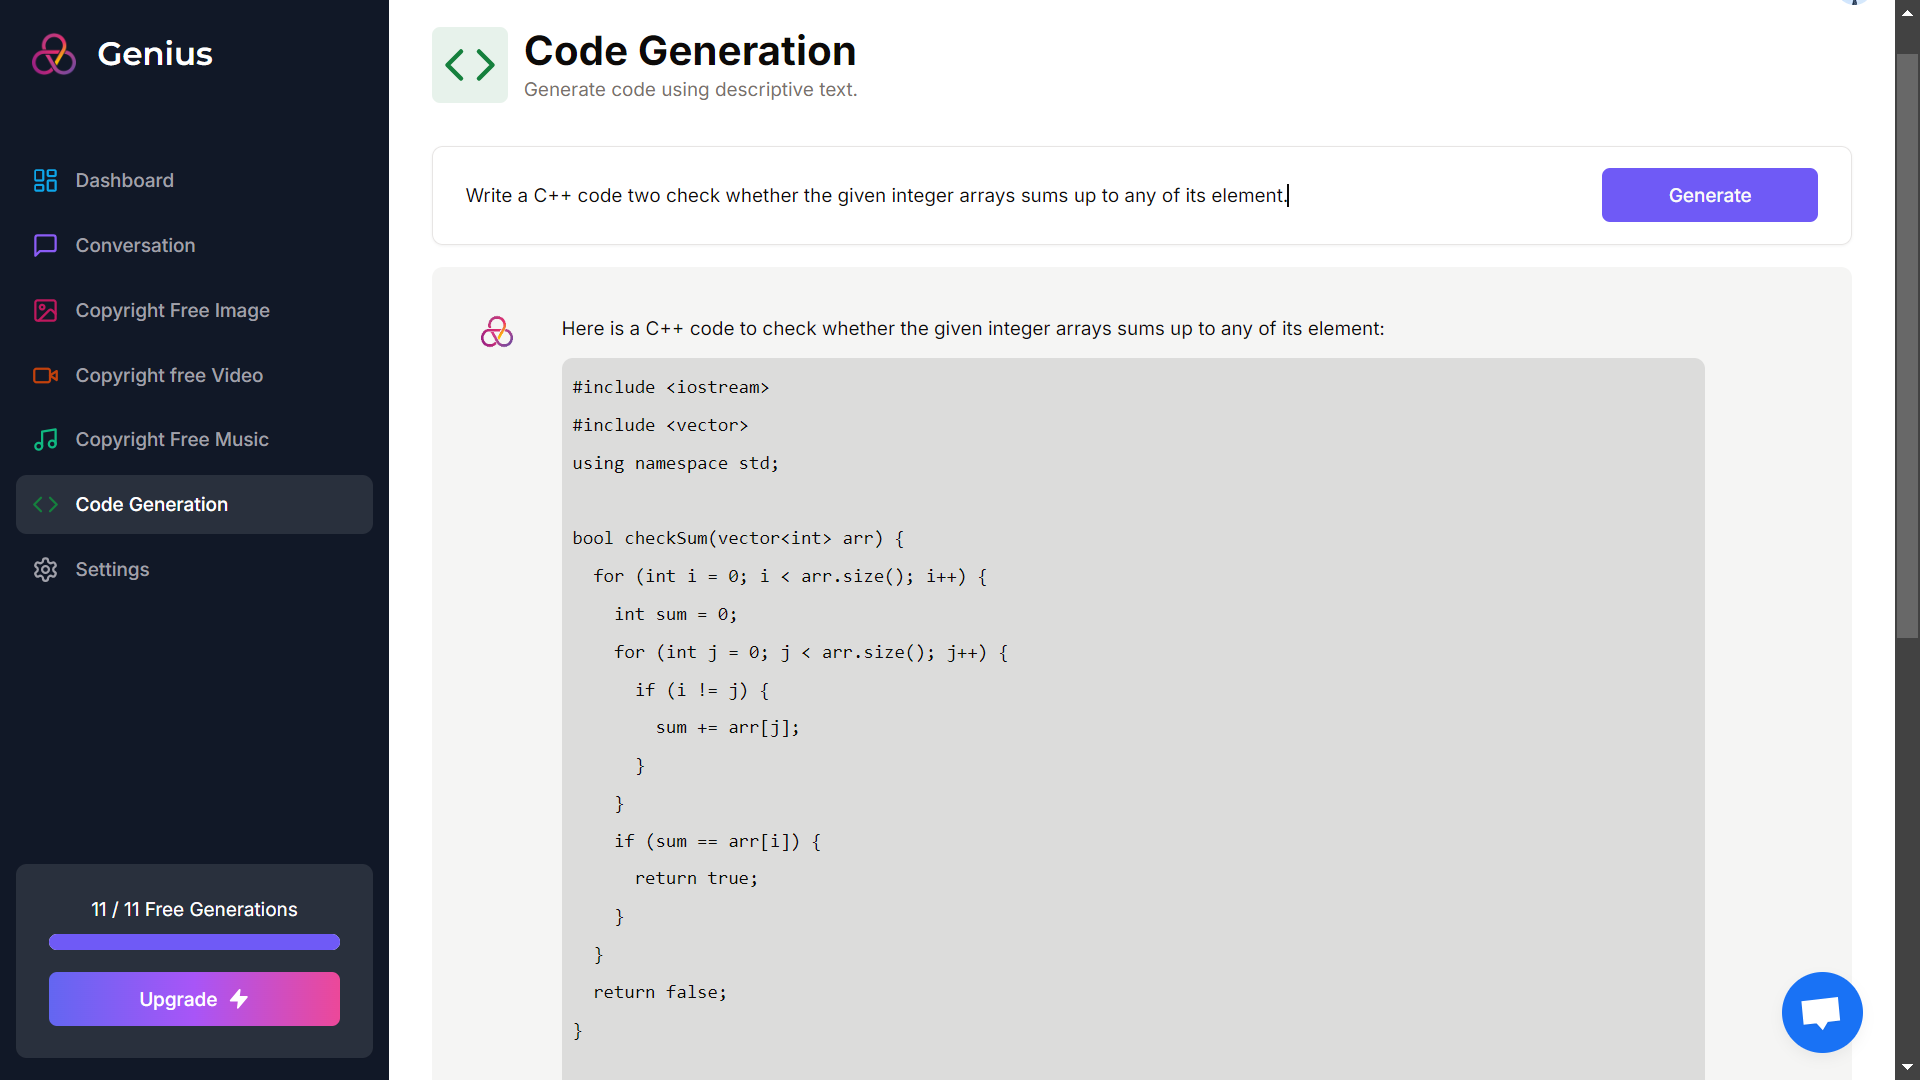 Genius
Dashboard
Conversation
Copyright Free Image
Copyright free Video
Copyright Free Music
Code Generation
Settings
11 / 11 Free Generations
Upgrade
Code Generation
Generate code using descriptive text.
Write a C++ code two check whether the given integer arrays sums up to any of its element.
Generate
Here is a C++ code to check whether the given integer arrays sums up to any of its element:
#include <iostream>
#include <vector>
using namespace std;
bool checkSum(vector<int> arr) {
  for (int i = 0; i < arr.size(); i++) {
    int sum = 0;
    for (int j = 0; j < arr.size(); j++) {
      if (i != j) {
        sum += arr[j];
      }
    }
    if (sum == arr[i]) {
      return true;
    }
  }
  return false;
}